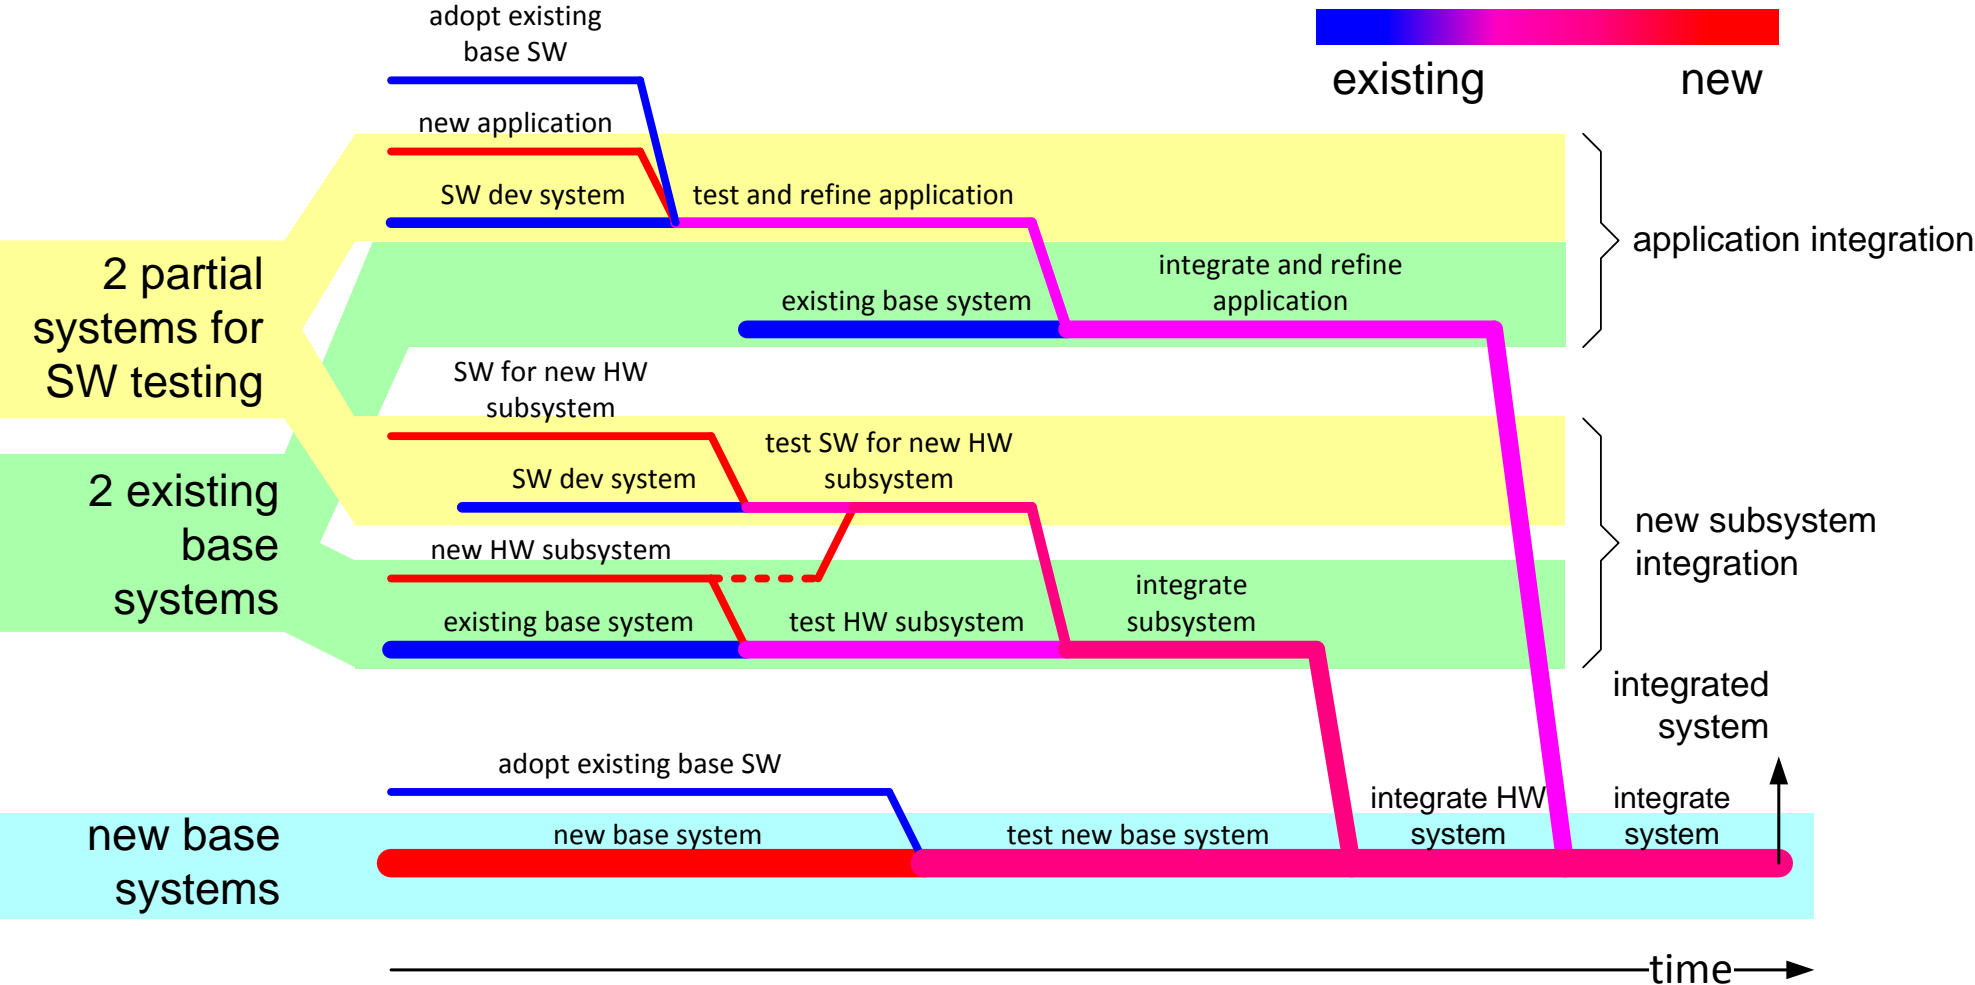 adopt existing
base SW
existing
new
new application
SW dev system
test and refine application
application integration
2 partial
systems for
SW testing
integrate and refine
application
existing base system
SW for new HW
subsystem
test SW for new HW
subsystem
SW dev system
2 existing
base
systems
new subsystem
integration
new HW subsystem
integrate
subsystem
existing base system
test HW subsystem
integrated
system
adopt existing base SW
integrate HW
system
integrate
system
new base
systems
new base system
test new base system
time